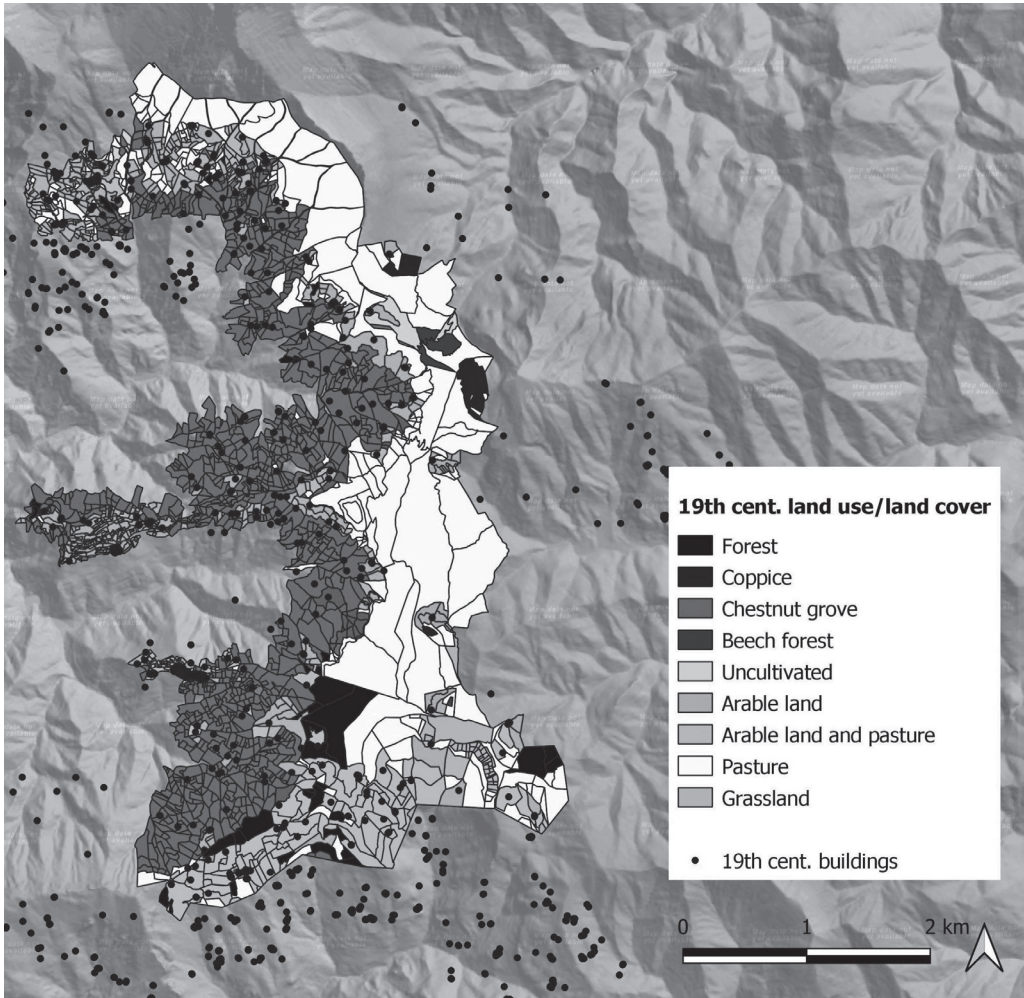 19th cent. land use/land cover
Forest
Coppice
Chestnut grove
Beech forest
Uncultivated
Arable land
Arable land and pasture
Pasture
Grassland
19th cent. buildings
0 1 2 km